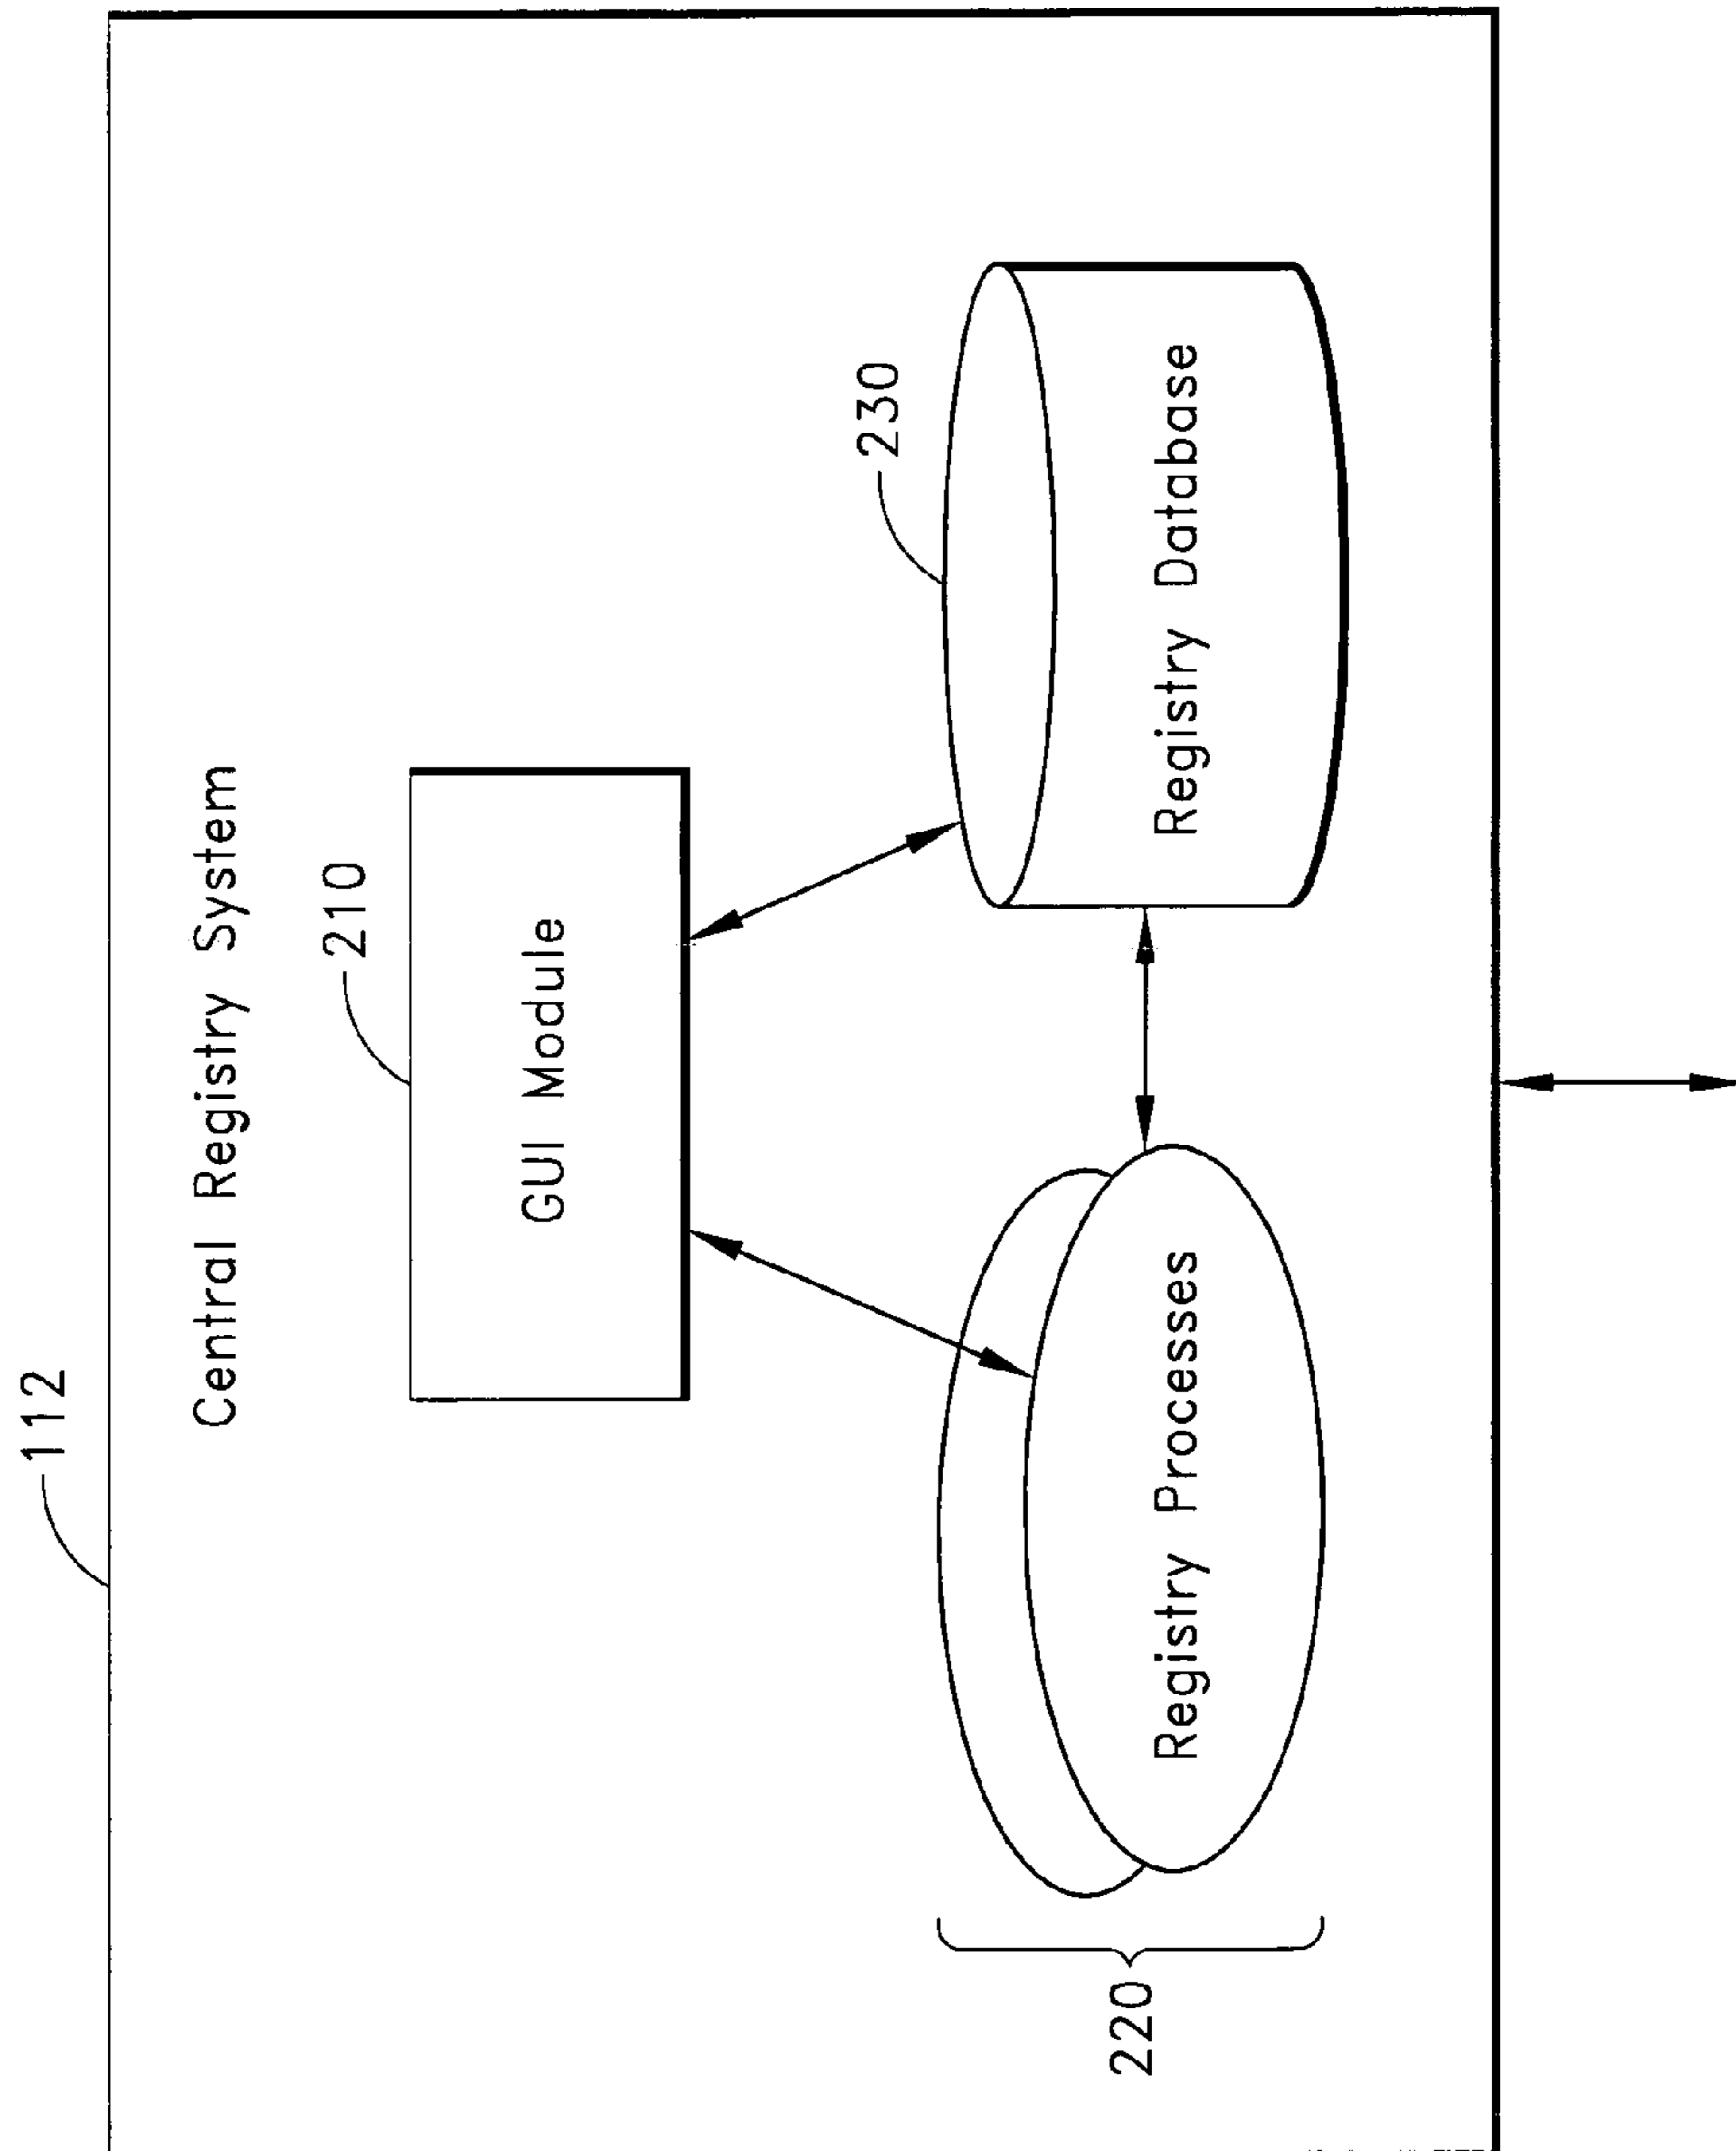 112
Central Registry System
210
GUI Module
230
Registry Database
Registry Processes
220